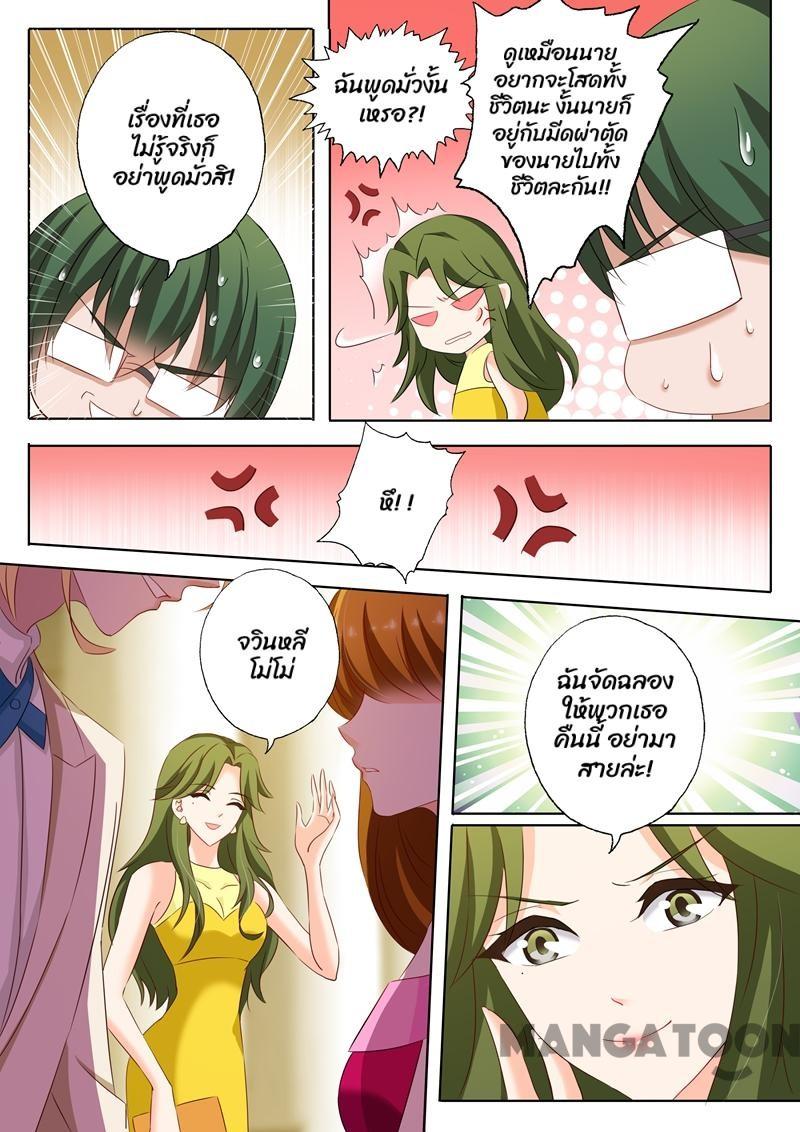 เรื่องที่เธอ
ไม่รู้จริงก็
อย่าพูดมั่วสิ!
ฉันพูดมั่วงั้น
เหรอ?!
ดูเหมือนนาย
อยากจะโสดทั้ง
ชีวิตนะ งั้นนายก็
อยู่กับมีดผ่าตัด
ของนายไปทั้ง
ชีวิตละกัน!!
หึ! !
จวินหลี
โม่โม่
ฉันจัดฉลอง
ให้พวกเธอ
คืนนี้ อย่ามา
สายล่ะ!
MANGATOON